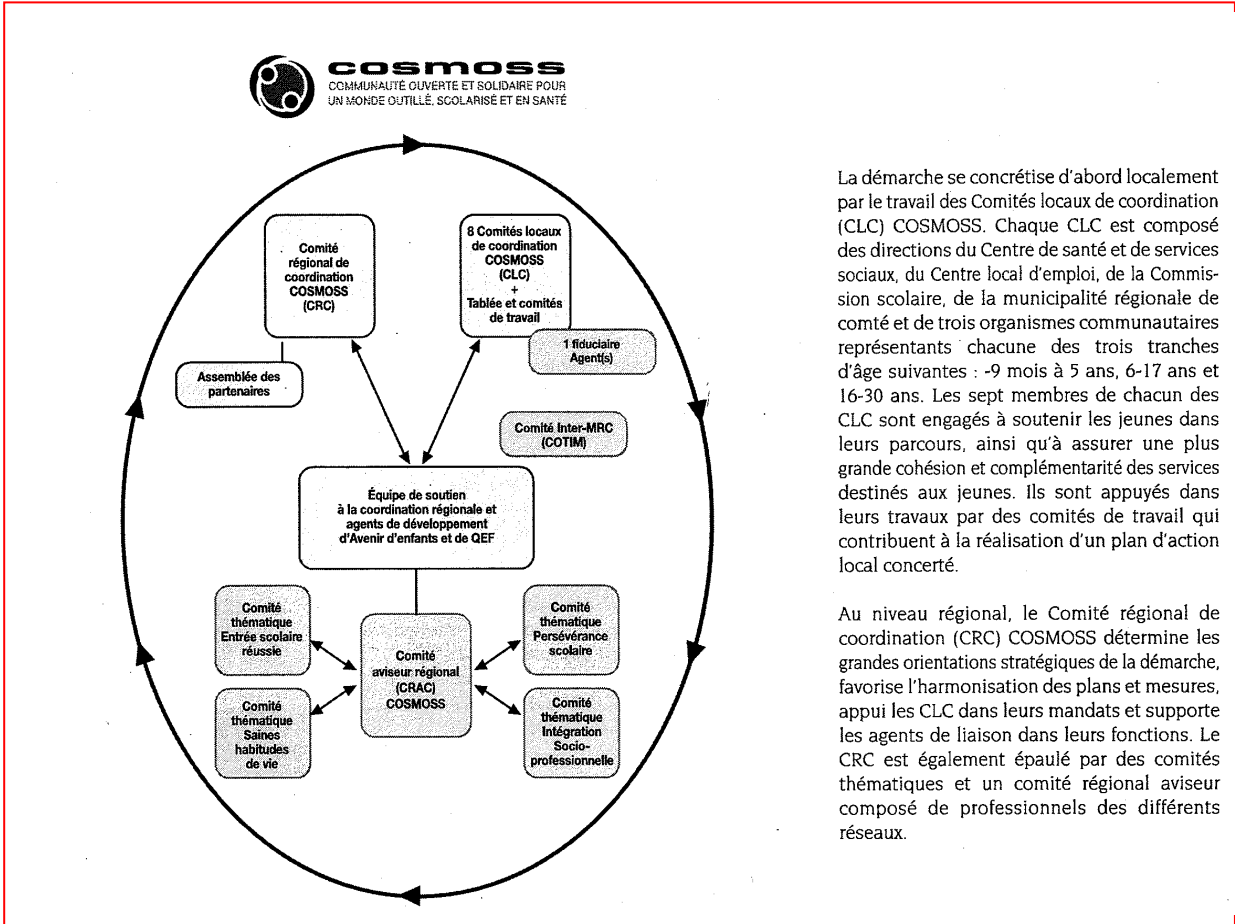 cosmoss
COMMUNAUTÉ OUVERTE ET SOLIDAIRE POUR
UN MONDE OUTILLÉ, SCOLARISÉ ET EN SANTÉ
Comité
régional de
coordination
COSMOSS
(CRC)
8 Comités locaux
de coordination
COSMOSS
(CLC)
+
Tablée et comités
de travail
1 fiduciaire
Agent(s)
Assemblée des
partenaires
Comité Inter-MRC
(COTIM)
Équipe de soutien
à la coordination régionale et
agents de développement
d'Avenir d'enfants et de QEF
Comité
thématique
Entrée scolaire
réussie
Comité
thématique
Persévérance
scolaire
Comité
aviseur régional
(CRAC)
COSMOSS
Comité
thématique
Saines
habitudes
de vie
Comité
thématique
Intégration
Socio-
professionnelle
La démarche se concrétise d'abord localement
par le travail des Comités locaux de coordination
(CLC) COSMOSS. Chaque CLC est composé
des directions du Centre de santé et de services
sociaux, du Centre local d'emploi, de la Commis-
sion scolaire, de la municipalité régionale de
comté et de trois organismes communautaires
représentants chacune des trois tranches
d'âge suivantes : -9 mois à 5 ans, 6-17 ans et
16-30 ans. Les sept membres de chacun des
CLC sont engagés à soutenir les jeunes dans
leurs parcours, ainsi qu'à assurer une plus
grande cohésion et complémentarité des services
destinés aux jeunes. Ils sont appuyés dans
leurs travaux par des comités de travail qui
contribuent à la réalisation d'un plan d'action
local concerté.
Au niveau régional, le Comité régional de
coordination (CRC) COSMOSS détermine les
grandes orientations stratégiques de la démarche,
favorise l'harmonisation des plans et mesures,
appui les CLC dans leurs mandats et supporte
les agents de liaison dans leurs fonctions. Le
CRC est également épaulé par des comités
thématiques et un comité régional aviseur
composé de professionnels des différents
réseaux.